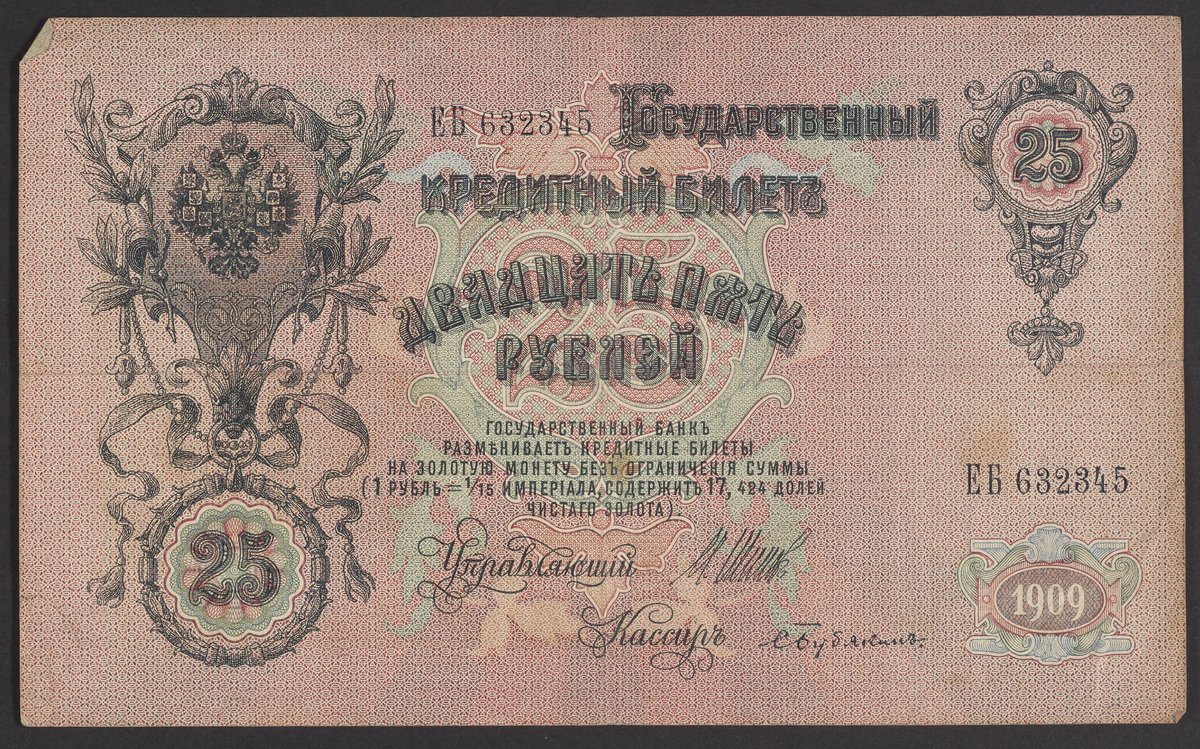 ЕБ 632345 ГОСУДАРСТВЕННЫЙ
КРЕДИТНЫЙ БИЛЕТЪ
25
ДВАДЦАТЬ ПЯТЬ
РУБЛЕЙ
25
ГОСУДАРСТВЕННЫЙ БАНКЪ
РАЗМѢНИВАЕТЪ КРЕДИТНЫЕ БИЛЕТЫ
НА ЗОЛОТУЮ МОНЕТУ БЕЗЪ ОГРАНИЧЕНІЯ СУММЫ
(1 РУБЛЬ = 1/15 ИМПЕРІАЛА, СОДЕРЖИТЪ 17, 424 ДОЛЕЙ
ЧИСТАГО ЗОЛОТА).
ЕБ 632345
Управляющій
25
Кассиръ
1909